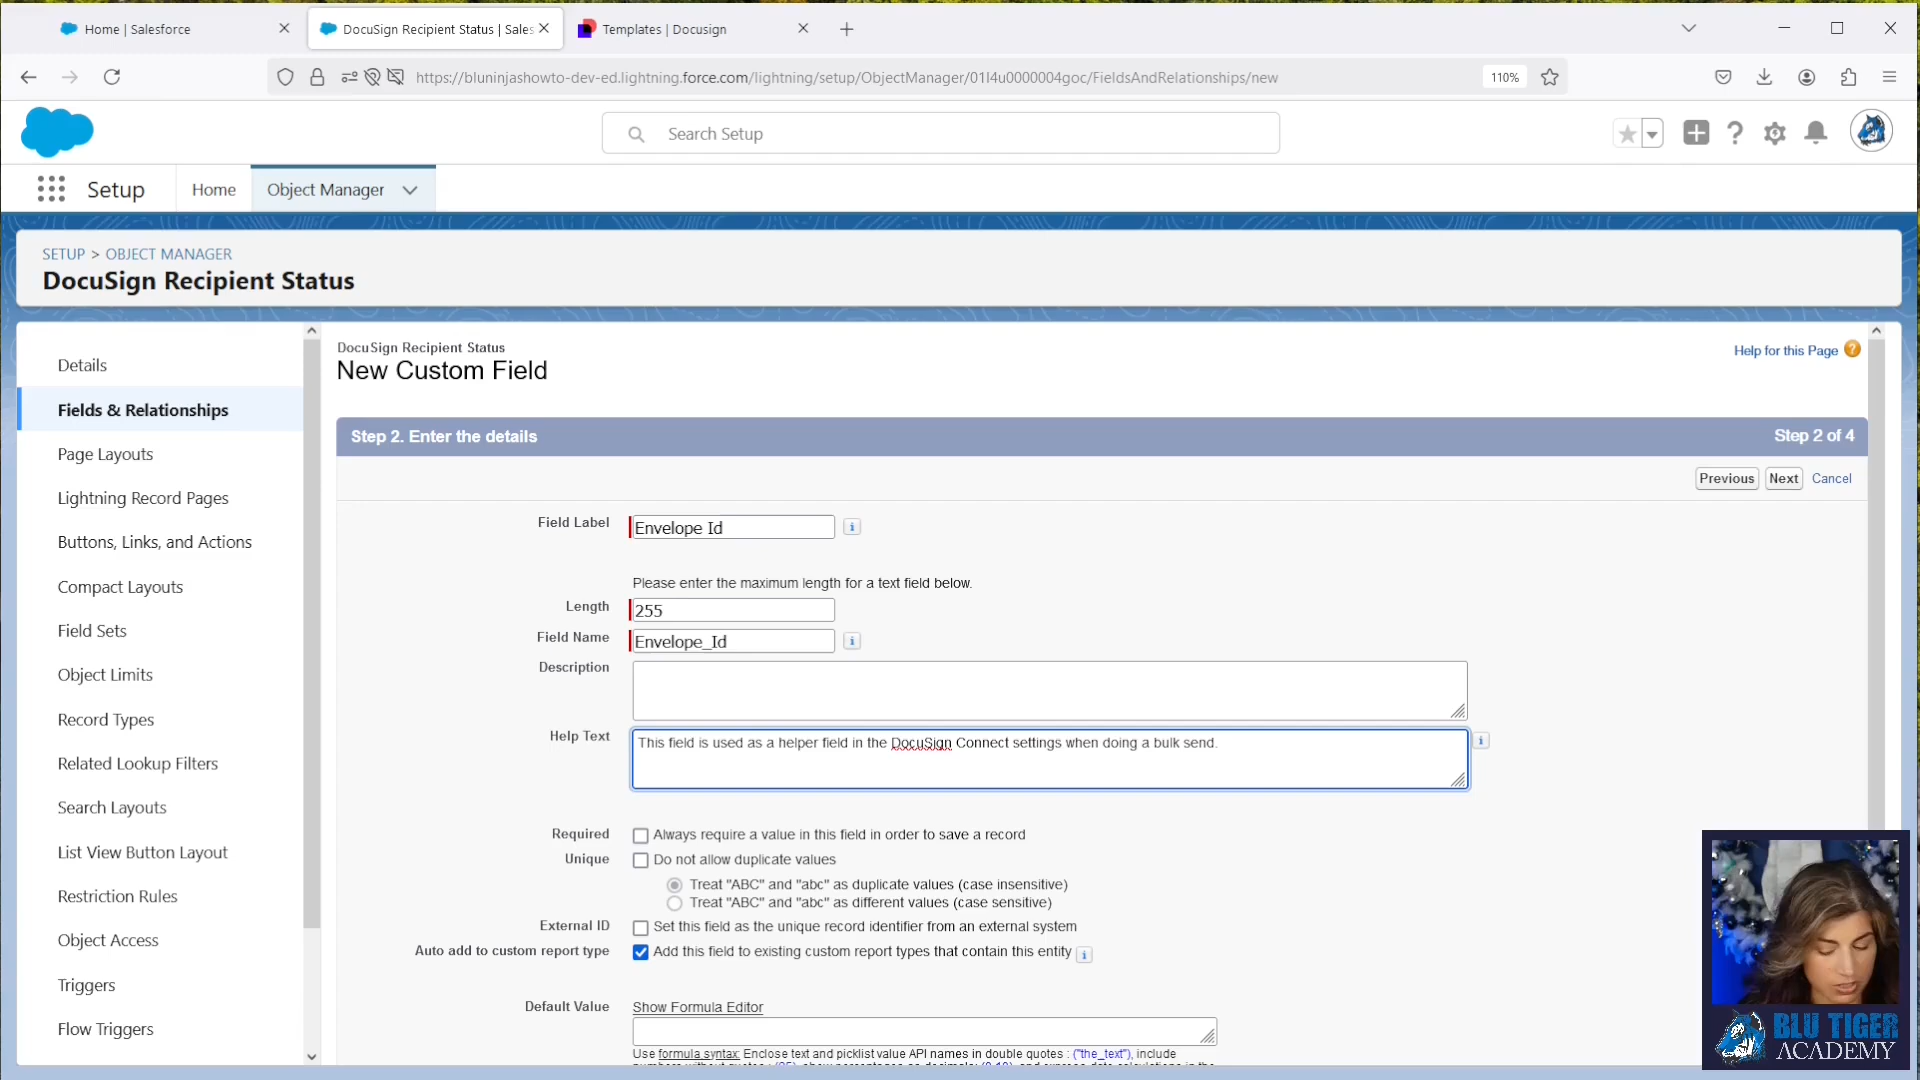 Home | Salesforce
DocuSign Recipient Status | Sales
Templates | Docusign
https://bluninjashowto-dev-ed.lightning.force.com/lightning/setup/ObjectManager/01I4u0000004goc/FieldsAndRelationships/new
110%
Search Setup
Setup
Home
Object Manager
SETUP > OBJECT MANAGER
DocuSign Recipient Status
Details
Fields & Relationships
Page Layouts
Lightning Record Pages
Buttons, Links, and Actions
Compact Layouts
Field Sets
Object Limits
Record Types
Related Lookup Filters
Search Layouts
List View Button Layout
Restriction Rules
Object Access
Triggers
Flow Triggers
DocuSign Recipient Status
New Custom Field
Help for this Page
Step 2. Enter the details
Step 2 of 4
Previous
Next
Cancel
Field Label
Envelope Id
Please enter the maximum length for a text field below.
Length
255
Field Name
Envelope_Id
Description
Help Text
This field is used as a helper field in the DocuSign Connect settings when doing a bulk send.
Required
Always require a value in this field in order to save a record
Unique
Do not allow duplicate values
Treat "ABC" and "abc" as duplicate values (case insensitive)
Treat "ABC" and "abc" as different values (case sensitive)
External ID
Set this field as the unique record identifier from an external system
Auto add to custom report type
Add this field to existing custom report types that contain this entity
Default Value
Show Formula Editor
Use formula syntax: Enclose text and picklist value API names in double quotes : ("the_text"), include
BLU TIGER
ACADEMY